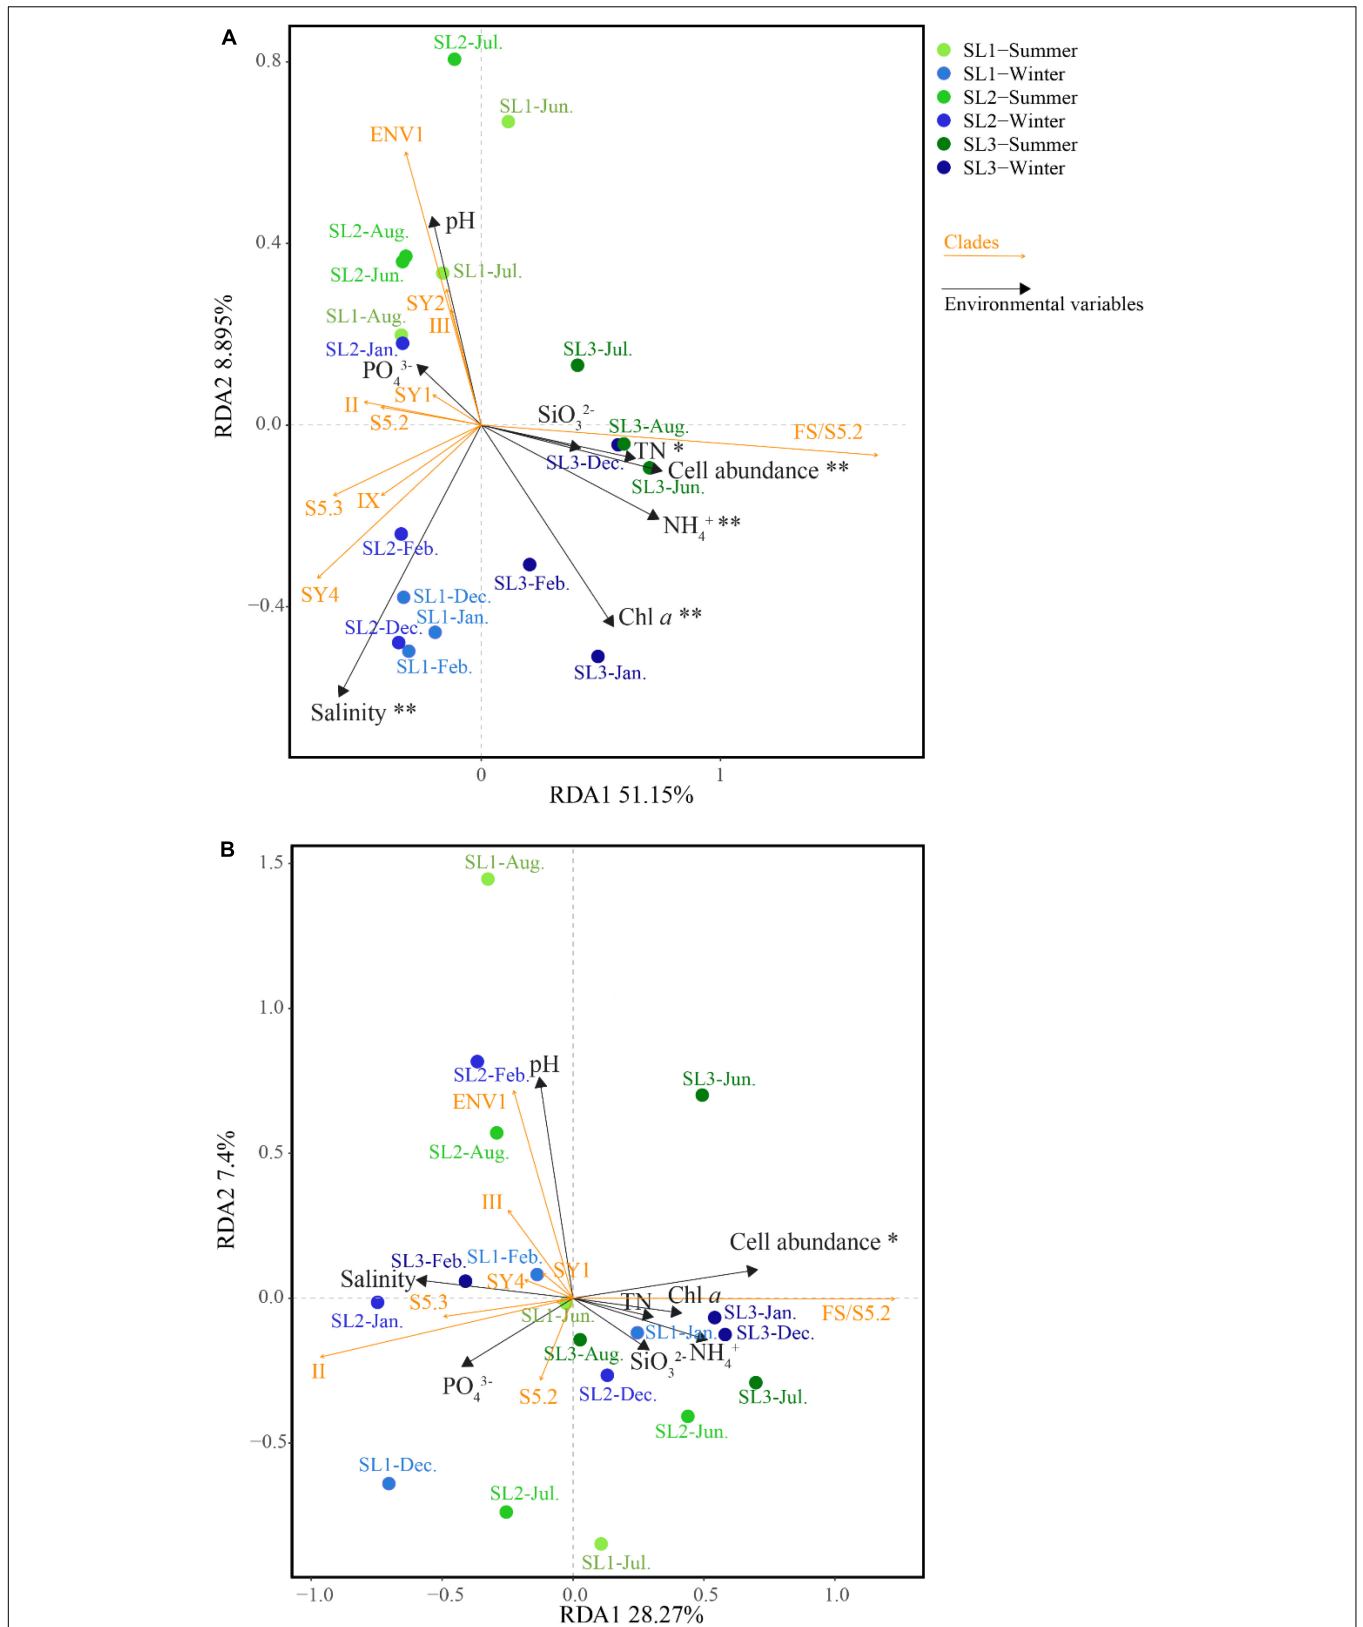 A
SL2-Jul.
SL1-Jun.
ENV1
pH
SL2-Aug.
SL2-Jun.
SL1-Jul.
SY2
III
SL1-Aug.
SL2-Jan.
PO₄³⁻
SY1
II
S5.2
SL3-Jul.
SiO₃²⁻
SL3-Aug.
FS/S5.2
TN *
SL3-Dec.
Cell abundance **
SL3-Jun.
NH₄⁺ **
S5.3
IX
SL2-Feb.
SY4
SL1-Dec.
SL3-Feb.
SL1-Jan.
Chl a **
SL2-Dec.
SL1-Feb.
SL3-Jan.
Salinity **
0.8
0.4
0.0
−0.4
RDA2 8.895%
0
1
RDA1 51.15%
SL1−Summer
SL1−Winter
SL2−Summer
SL2−Winter
SL3−Summer
SL3−Winter
Clades
Environmental variables
B
SL1-Aug.
SL2-Feb.
pH
ENV1
SL3-Jun.
SL2-Aug.
III
Cell abundance *
SL3-Feb.
SL1-Feb.
SY1
Salinity
SY4
Chl a
TN
S5.3
SL2-Jan.
SL1-Jun.
SL3-Jan.
FS/S5.2
SL1-Jan.
SL3-Dec.
SL3-Aug.
SiO₃²⁻
NH₄⁺
II
PO₄³⁻
S5.2
SL2-Dec.
SL3-Jul.
SL2-Jun.
SL1-Dec.
SL2-Jul.
SL1-Jul.
1.5
1.0
0.5
0.0
−0.5
RDA2 7.4%
−1.0
−0.5
0.0
0.5
1.0
RDA1 28.27%